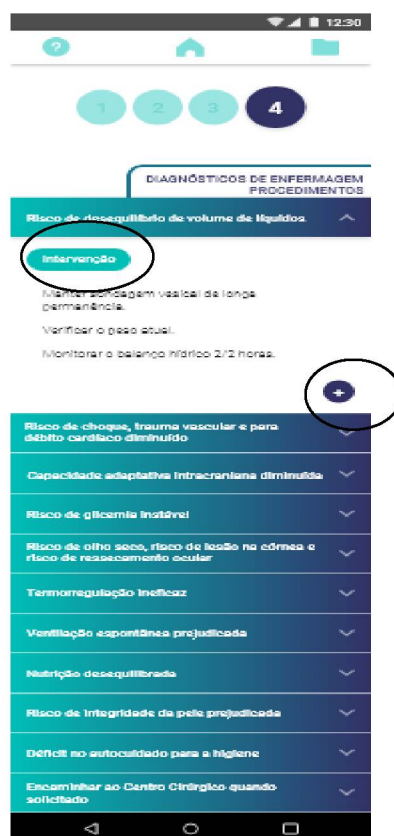 12:30
?
1 2 3 4
DIAGNÓSTICOS DE ENFERMAGEM
PROCEDIMENTOS
Risco de desequilíbrio de volume de líquidos
Intervenção
Manter sondagem vesical de longa
permanência.
Verificar o peso atual.
Monitorar o balanço hídrico 2/2 horas.
+
Risco de choque, trauma vascular e para
débito cardíaco diminuído
Capacidade adaptativa intracraniana diminuída
Risco de glicemia instável
Risco de olho seco, risco de lesão na córnea e
risco de ressecamento ocular
Termorregulação ineficaz
Ventilação espontânea prejudicada
Nutrição desequilibrada
Risco de integridade da pele prejudicada
Déficit no autocuidado para a higiene
Encaminhar ao Centro Cirúrgico quando
solicitado